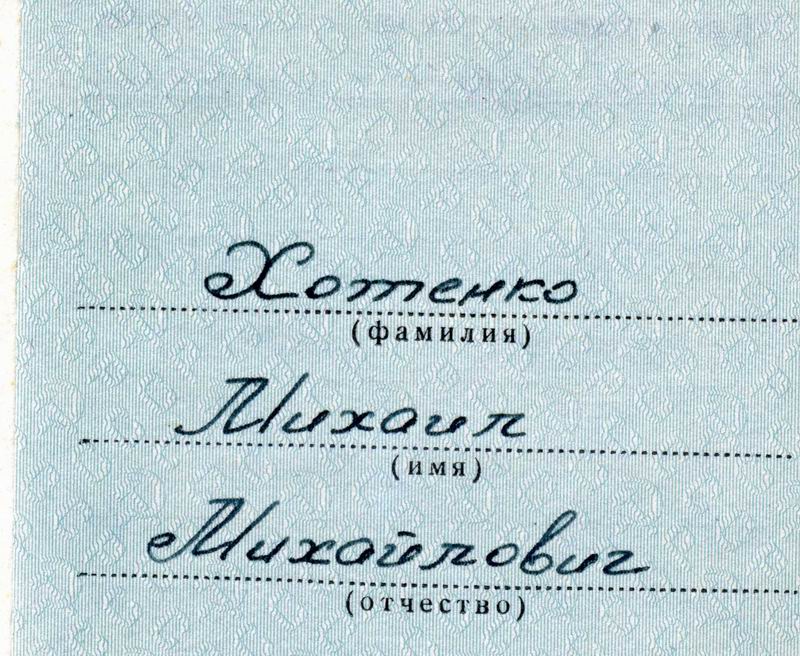 Хотенко
(фамилия)
Михаил
(имя)
Михайлович
(отчество)